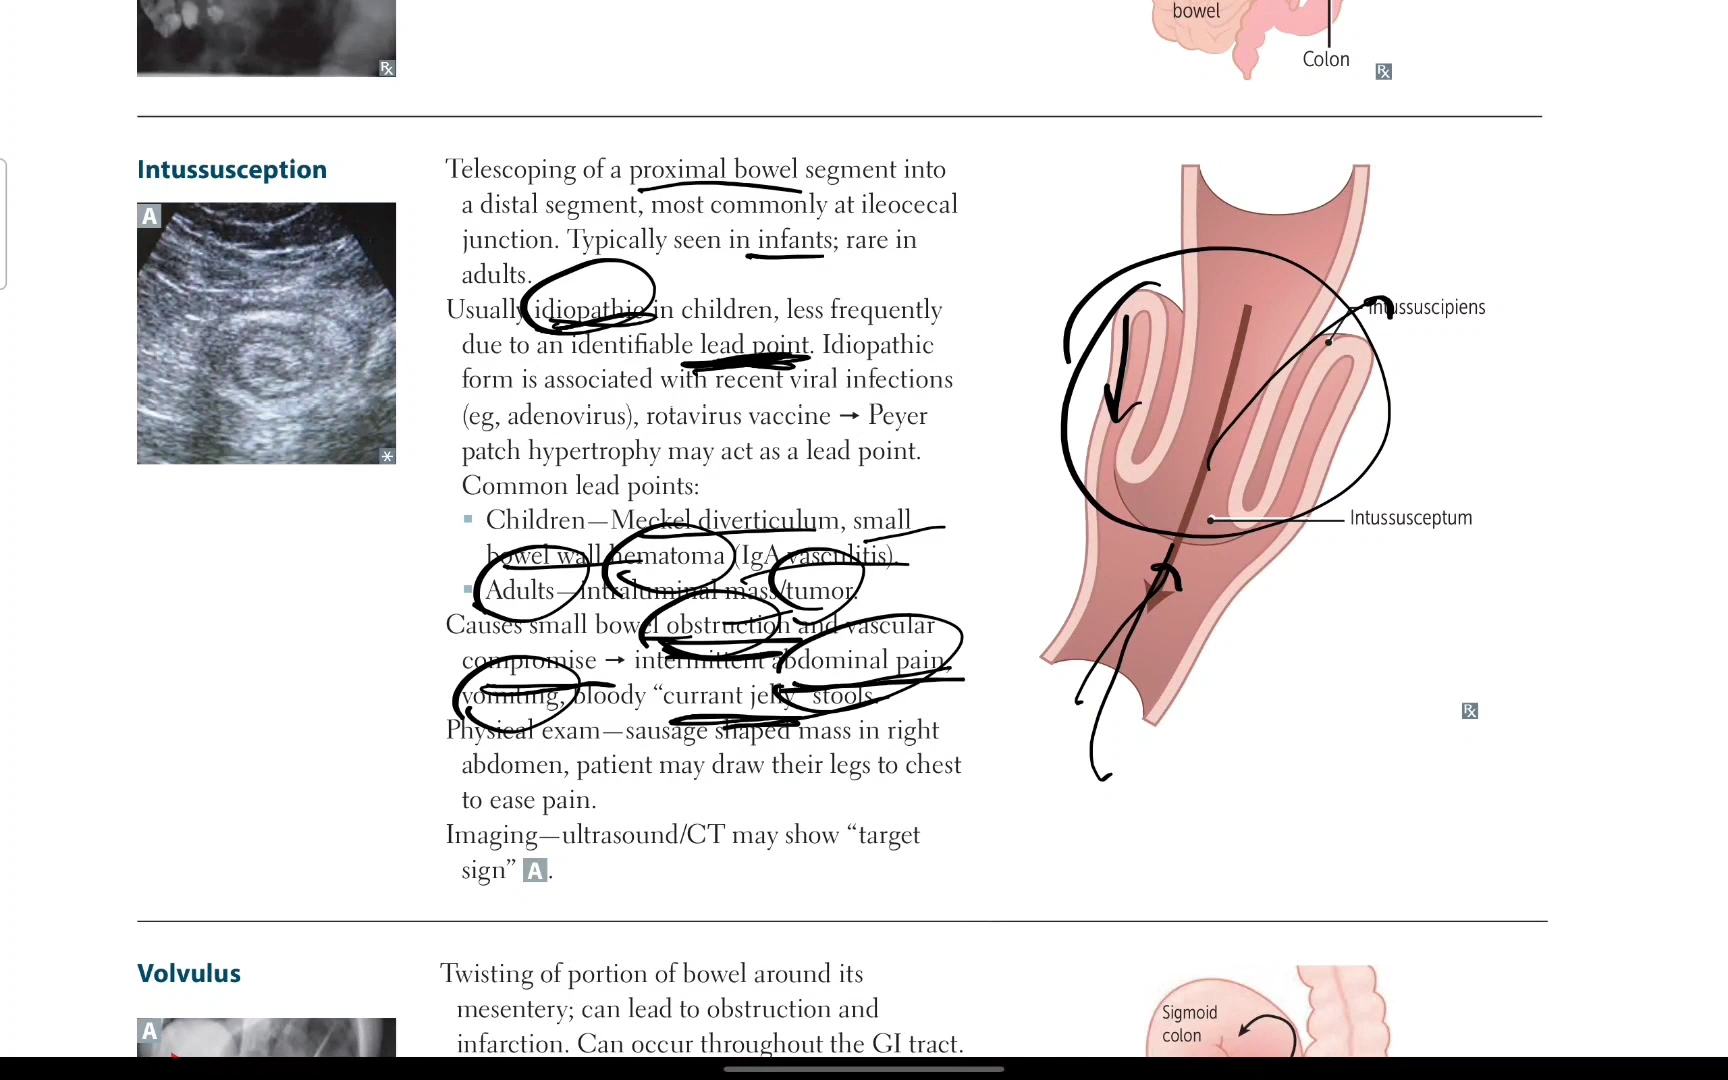 bowel
Colon
Rx
Rx
Intussusception
A
*
Telescoping of a proximal bowel segment into
a distal segment, most commonly at ileocecal
junction. Typically seen in infants; rare in
adults.
Usually idiopathic in children, less frequently
due to an identifiable lead point. Idiopathic
form is associated with recent viral infections
(eg, adenovirus), rotavirus vaccine → Peyer
patch hypertrophy may act as a lead point.
Common lead points:
▪ Children—Meckel diverticulum, small
bowel wall hematoma (IgA vasculitis).
▪ Adults—intraluminal mass/tumor.
Causes small bowel obstruction and vascular
compromise → intermittent abdominal pain,
vomiting, bloody “currant jelly” stools.
Physical exam—sausage shaped mass in right
abdomen, patient may draw their legs to chest
to ease pain.
Imaging—ultrasound/CT may show “target
sign” A.
Intussuscipiens
Intussusceptum
Rx
Volvulus
A
Twisting of portion of bowel around its
mesentery; can lead to obstruction and
infarction. Can occur throughout the GI tract.
Sigmoid
colon